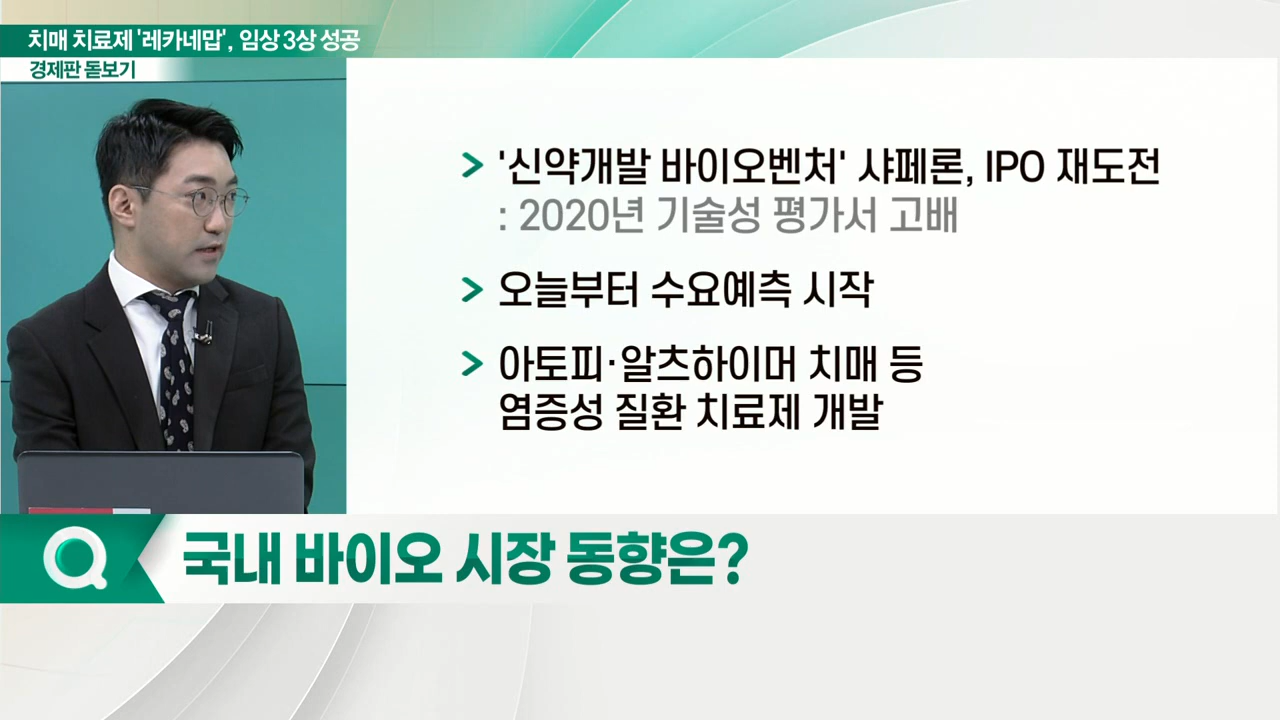 치매 치료제 '레카네맙', 임상 3상 성공
경제판 돋보기
> '신약개발 바이오벤처' 샤페론, IPO 재도전
: 2020년 기술성 평가서 고배
> 오늘부터 수요예측 시작
> 아토피·알츠하이머 치매 등
염증성 질환 치료제 개발
Q 국내 바이오 시장 동향은?